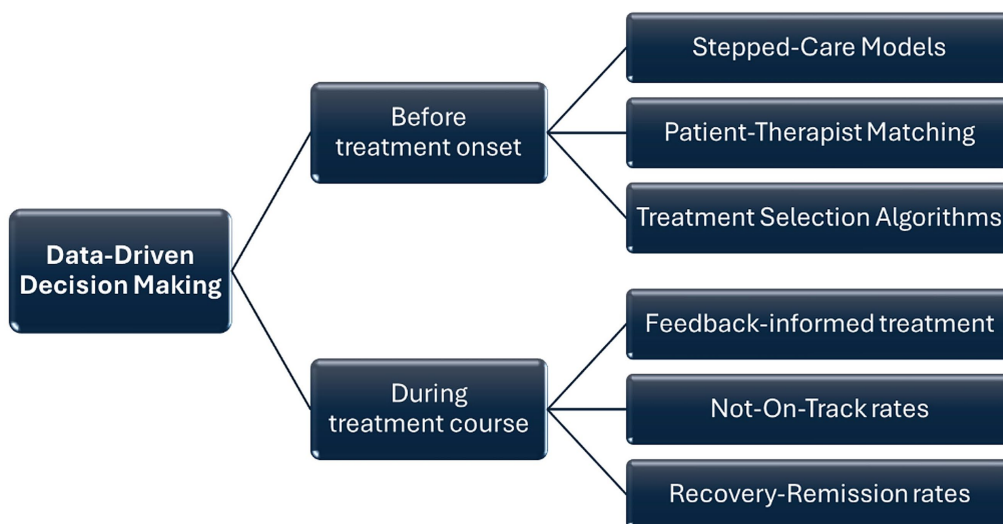 Data-Driven
Decision Making
Before
treatment onset
Stepped-Care Models
Patient-Therapist Matching
Treatment Selection Algorithms
During
treatment course
Feedback-informed treatment
Not-On-Track rates
Recovery-Remission rates